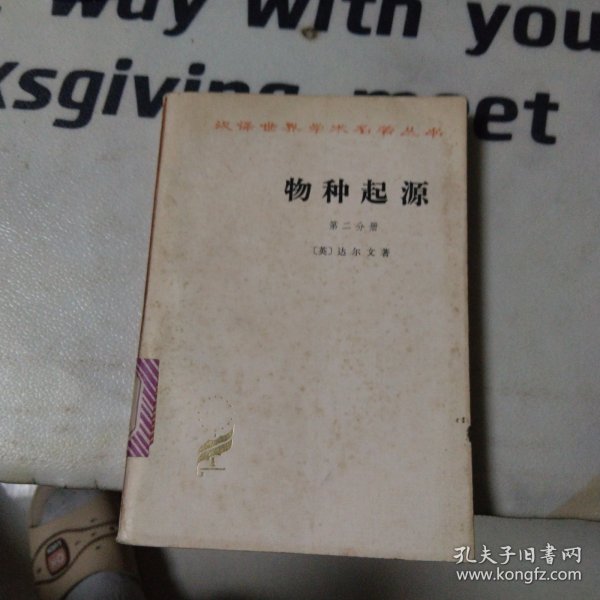 way with you
ksgiving meet
汉译世界学术名著丛书
物种起源
第二分册
〔英〕达尔文著
孔夫子旧书网
www.kongfz.com